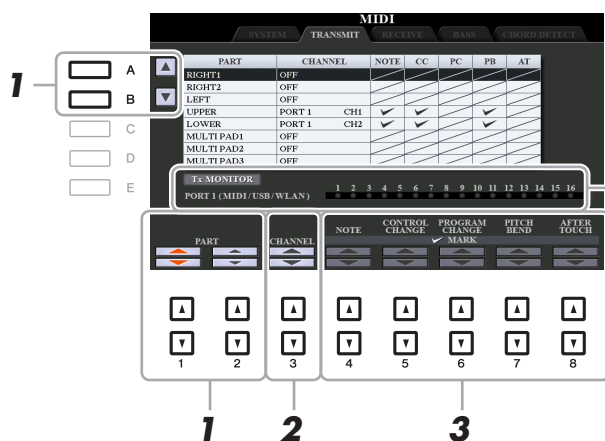 MIDI
SYSTEM TRANSMIT RECEIVE BASS CHORD DETECT
PART CHANNEL NOTE CC PC PB AT
RIGHT1 OFF
RIGHT2 OFF
LEFT OFF
UPPER PORT 1 CH1
LOWER PORT 1 CH2
MULTI PAD1 OFF
MULTI PAD2 OFF
MULTI PAD3 OFF
1
A
B
C
D
E
Tx MONITOR
PORT 1 (MIDI/USB/WLAN) 1 2 3 4 5 6 7 8 9 10 11 12 13 14 15 16
PART CHANNEL NOTE CONTROL CHANGE PROGRAM CHANGE PITCH BEND AFTER TOUCH
MARK
1 2 3 4 5 6 7 8
1 2 3